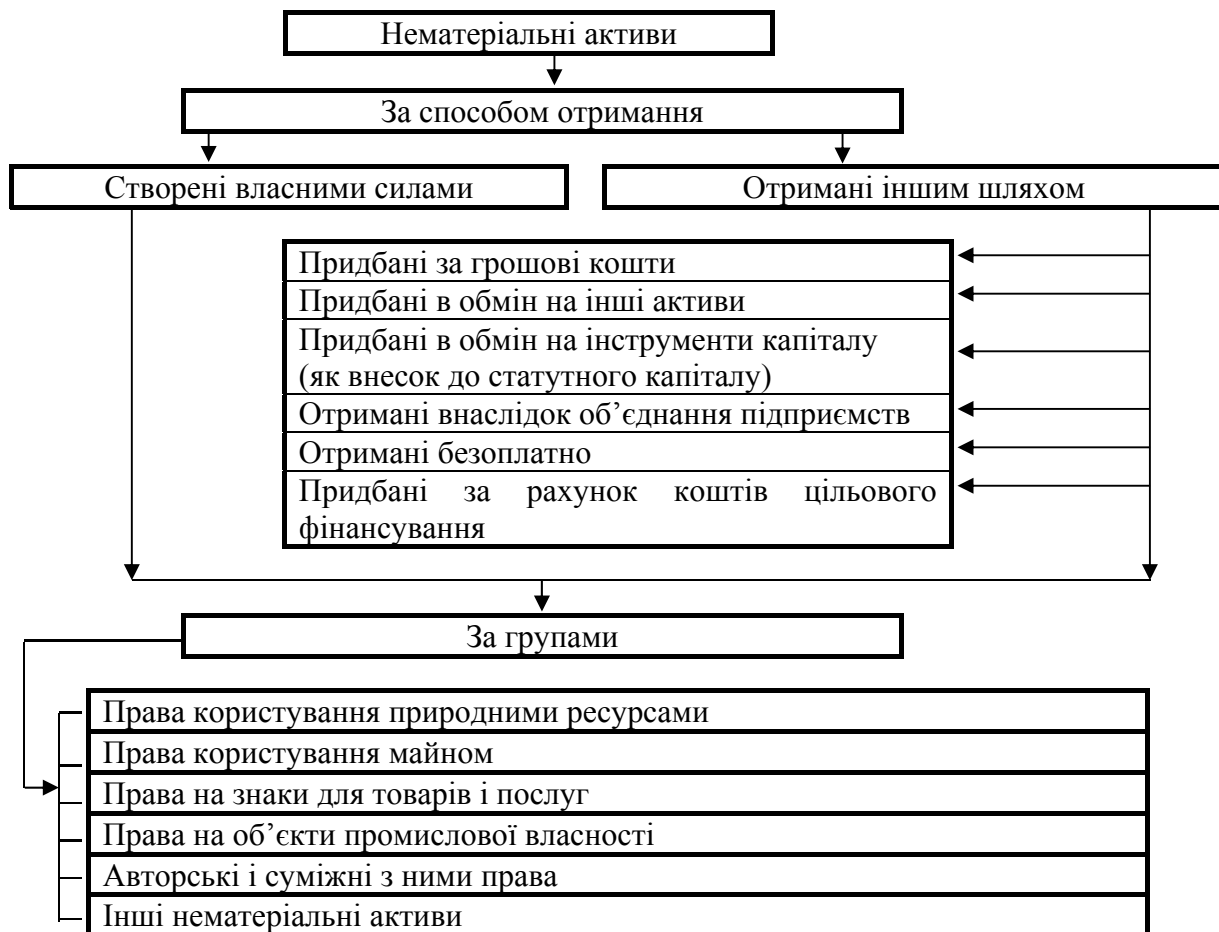 Нематеріальні активи
За способом отримання
Створені власними силами
Отримані іншим шляхом
Придбані за грошові кошти
Придбані в обмін на інші активи
Придбані в обмін на інструменти капіталу
(як внесок до статутного капіталу)
Отримані внаслідок об’єднання підприємств
Отримані безоплатно
Придбані за рахунок коштів цільового
фінансування
За групами
Права користування природними ресурсами
Права користування майном
Права на знаки для товарів і послуг
Права на об’єкти промислової власності
Авторські і суміжні з ними права
Інші нематеріальні активи